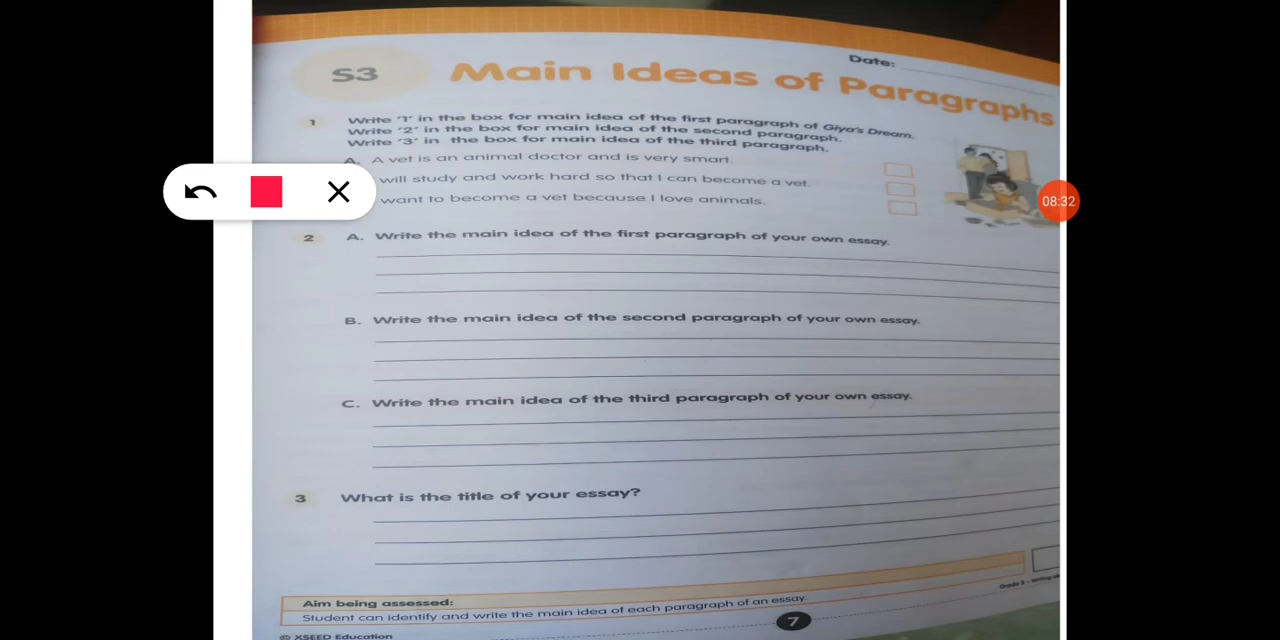 Date:
S3 Main Ideas of Paragraphs
1 Write '1' in the box for main idea of the first paragraph of Giya's Dream.
Write '2' in the box for main idea of the second paragraph.
Write '3' in the box for main idea of the third paragraph.
A. A vet is an animal doctor and is very smart.
will study and work hard so that I can become a vet.
want to become a vet because I love animals.
08:32
2 A. Write the main idea of the first paragraph of your own essay.
B. Write the main idea of the second paragraph of your own essay.
C. Write the main idea of the third paragraph of your own essay.
3 What is the title of your essay?
Aim being assessed:
Student can identify and write the main idea of each paragraph of an essay.
7
© XSEED Education